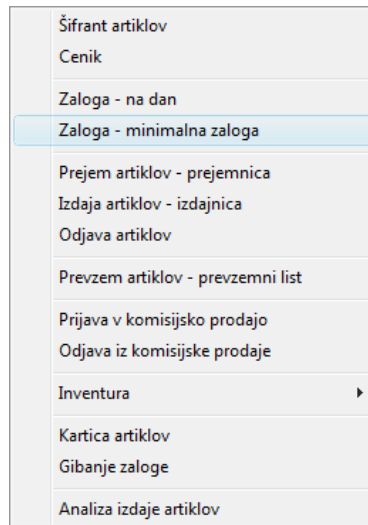 Šifrant artiklov
Cenik
Zaloga - na dan
Zaloga - minimalna zaloga
Prejem artiklov - prejemnica
Izdaja artiklov - izdajnica
Odjava artiklov
Prevzem artiklov - prevzemni list
Prijava v komisijsko prodajo
Odjava iz komisijske prodaje
Inventura
Kartica artiklov
Gibanje zaloge
Analiza izdaje artiklov